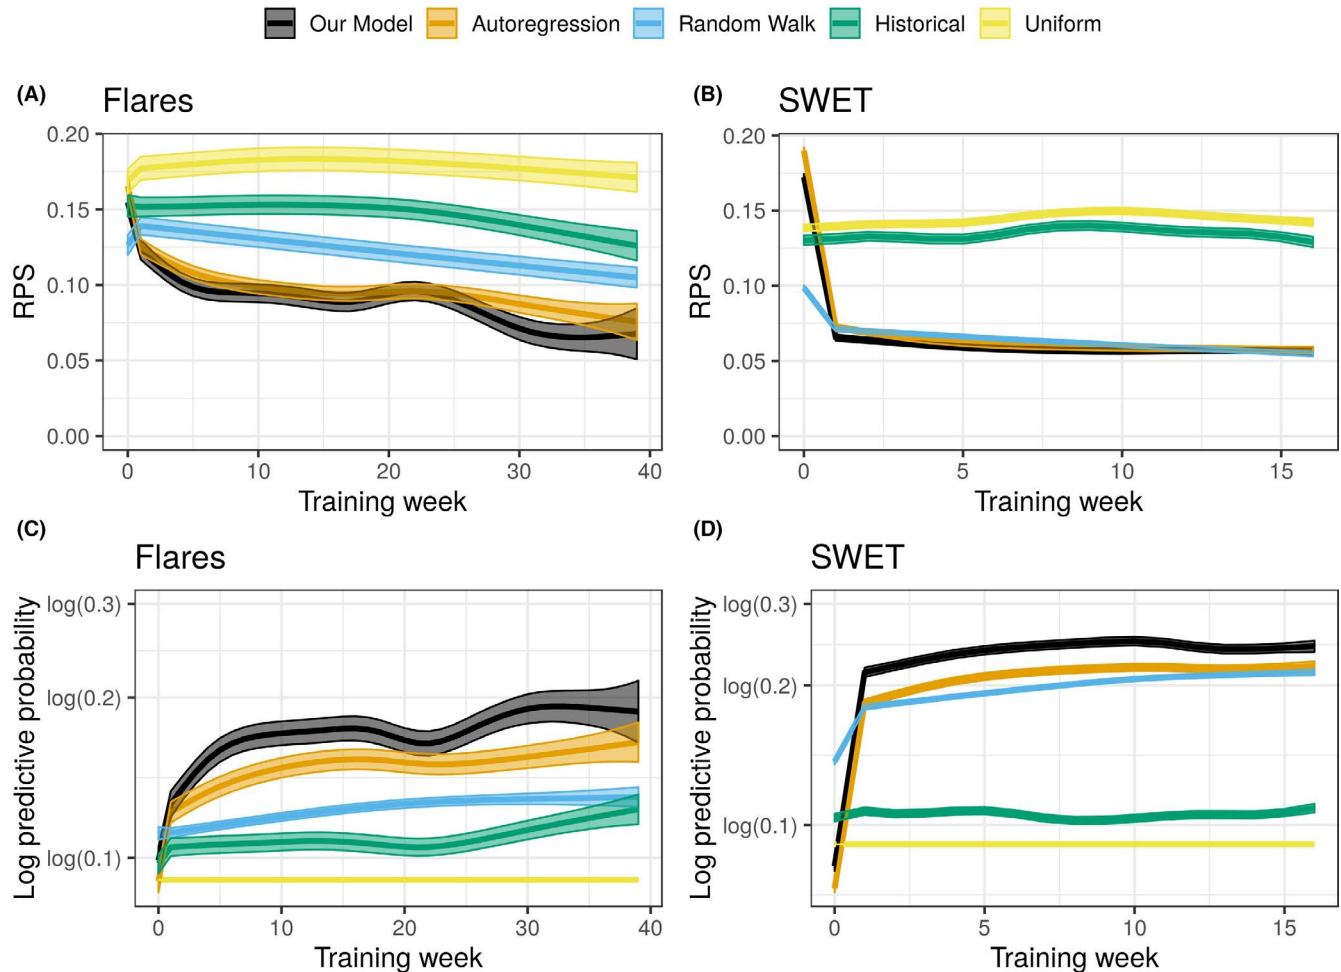 Our Model Autoregression Random Walk Historical Uniform
(A) Flares
0.20
0.15
0.10
0.05
0.00
RPS
0 10 20 30 40
Training week
(B) SWET
0.20
0.15
0.10
0.05
0.00
RPS
0 5 10 15
Training week
(C) Flares
log(0.3)
log(0.2)
log(0.1)
Log predictive probability
0 10 20 30 40
Training week
(D) SWET
log(0.3)
log(0.2)
log(0.1)
Log predictive probability
0 5 10 15
Training week